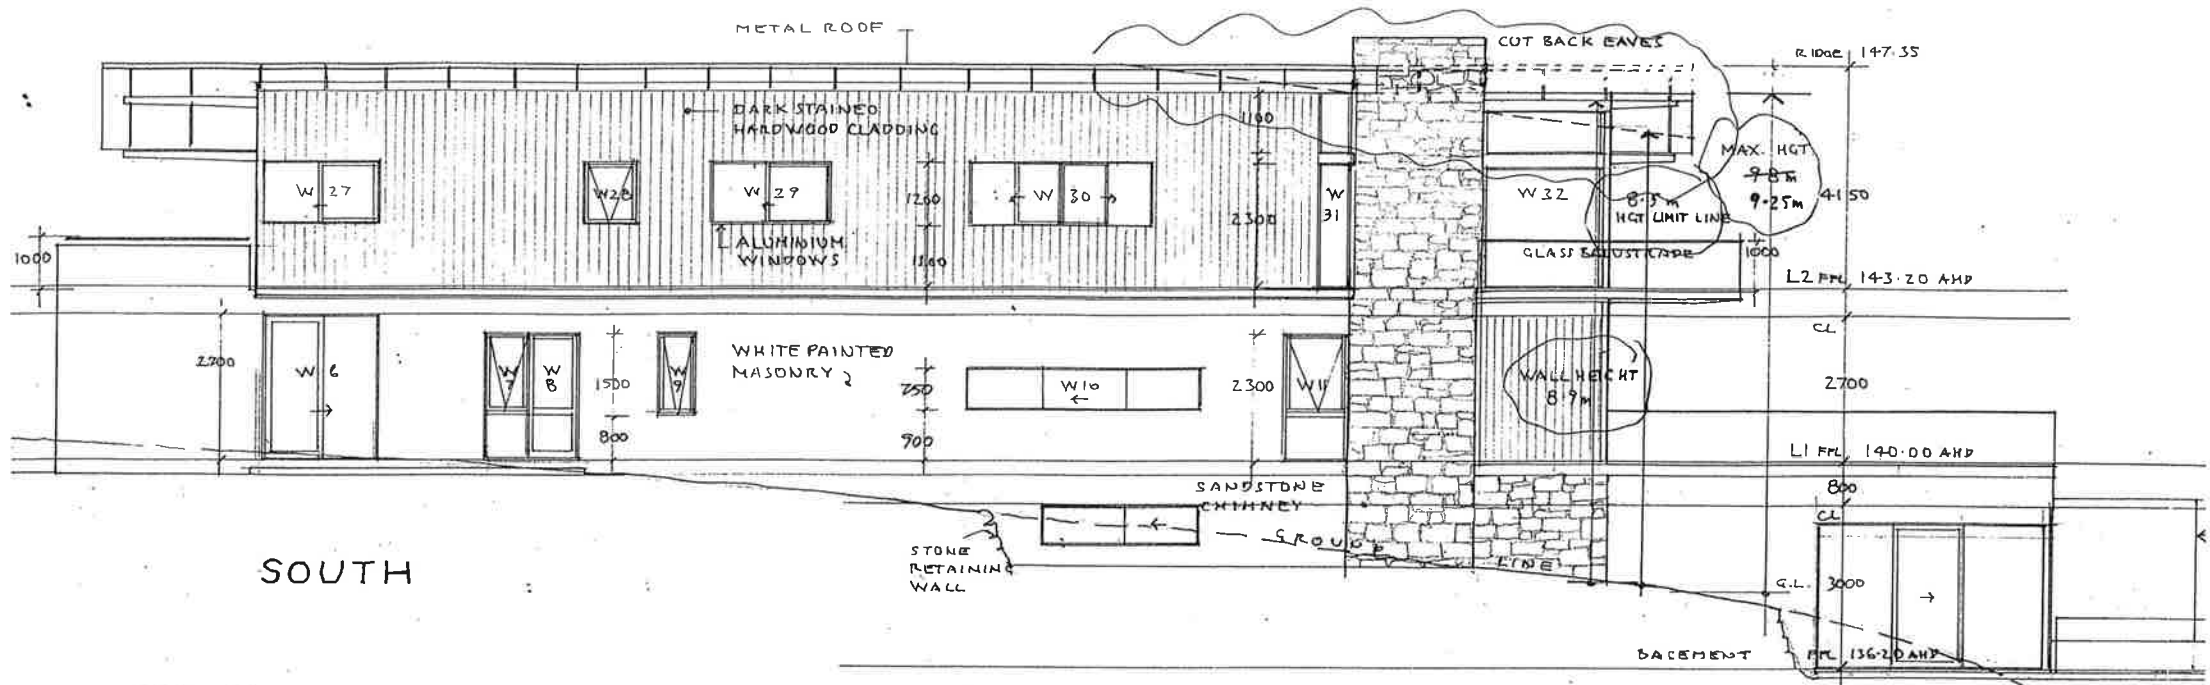 METAL ROOF
CUT BACK EAVES
RIDGE 147.35
DARK STAINED
HARDWOOD CLADDING
1100
MAX. HGT
9.8m
9.25m
W 27
W28
W 29
1200
W 30
2300
W
31
W32
8.5m
HGT LIMIT LINE
4150
ALUMINIUM
WINDOWS
1100
1000
GLASS BALUSTRADE
1000
L2 FFL 143.20 AHD
CL
2700
W 6
W
7
W
8
1500
W
9
WHITE PAINTED
MASONRY
750
W10
2300
W11
WALL HEIGHT
8.9m
2700
800
900
L1 FFL 140.00 AHD
SANDSTONE
CHIMNEY
800
CL
STONE
RETAINING
WALL
GROUND
LINE
G.L.
3000
SOUTH
BASEMENT
FFL 136.20 AHD